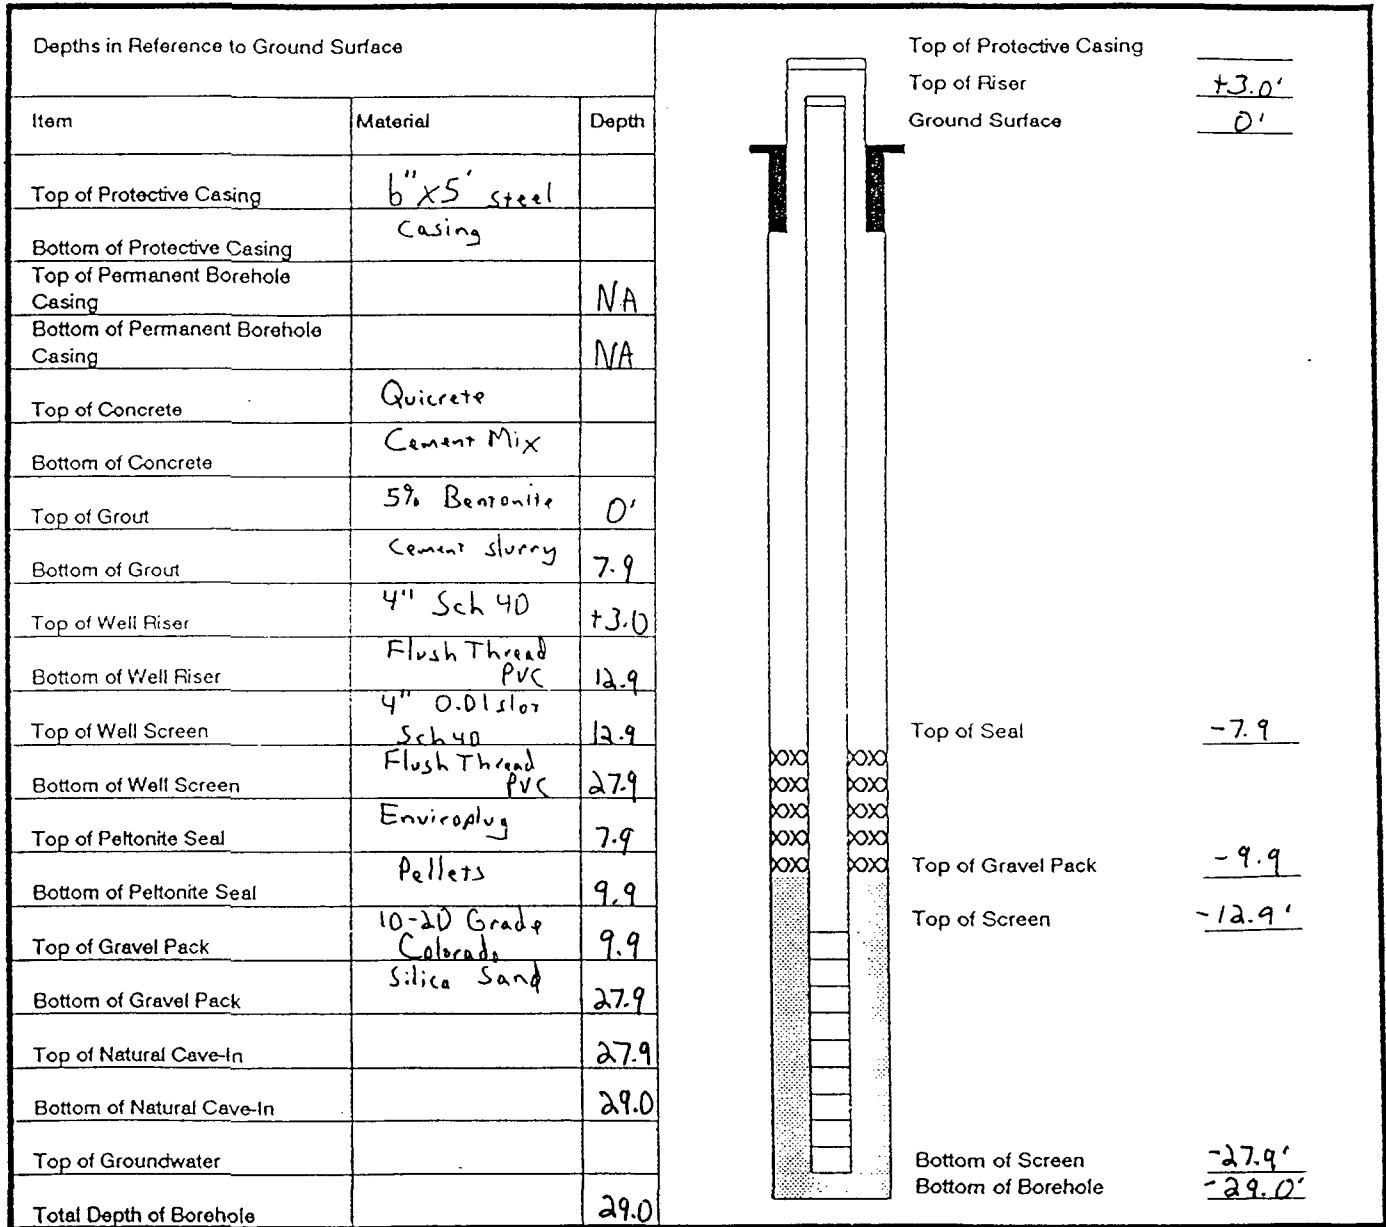 Depths in Reference to Ground Surface
Item Material Depth
Top of Protective Casing 6"x5' steel
Bottom of Protective Casing Casing
Top of Permanent Borehole
Casing NA
Bottom of Permanent Borehole
Casing NA
Top of Concrete Quicrete
Bottom of Concrete Cement Mix
Top of Grout 5% Bentonite 0'
Bottom of Grout Cement slurry 7.9
Top of Well Riser 4" Sch 40 +3.0
Bottom of Well Riser Flush Thread PVC 12.9
Top of Well Screen 4" 0.01 slot Sch 40 12.9
Bottom of Well Screen Flush Thread PVC 27.9
Top of Peltonite Seal Enviroplug 7.9
Bottom of Peltonite Seal Pellets 9.9
Top of Gravel Pack 10-20 Grade Colorado 9.9
Bottom of Gravel Pack Silica Sand 27.9
Top of Natural Cave-In 27.9
Bottom of Natural Cave-In 29.0
Top of Groundwater
Total Depth of Borehole 29.0
Top of Protective Casing
Top of Riser +3.0'
Ground Surface 0'
Top of Seal -7.9
Top of Gravel Pack -9.9
Top of Screen -12.9'
Bottom of Screen -27.9'
Bottom of Borehole -29.0'